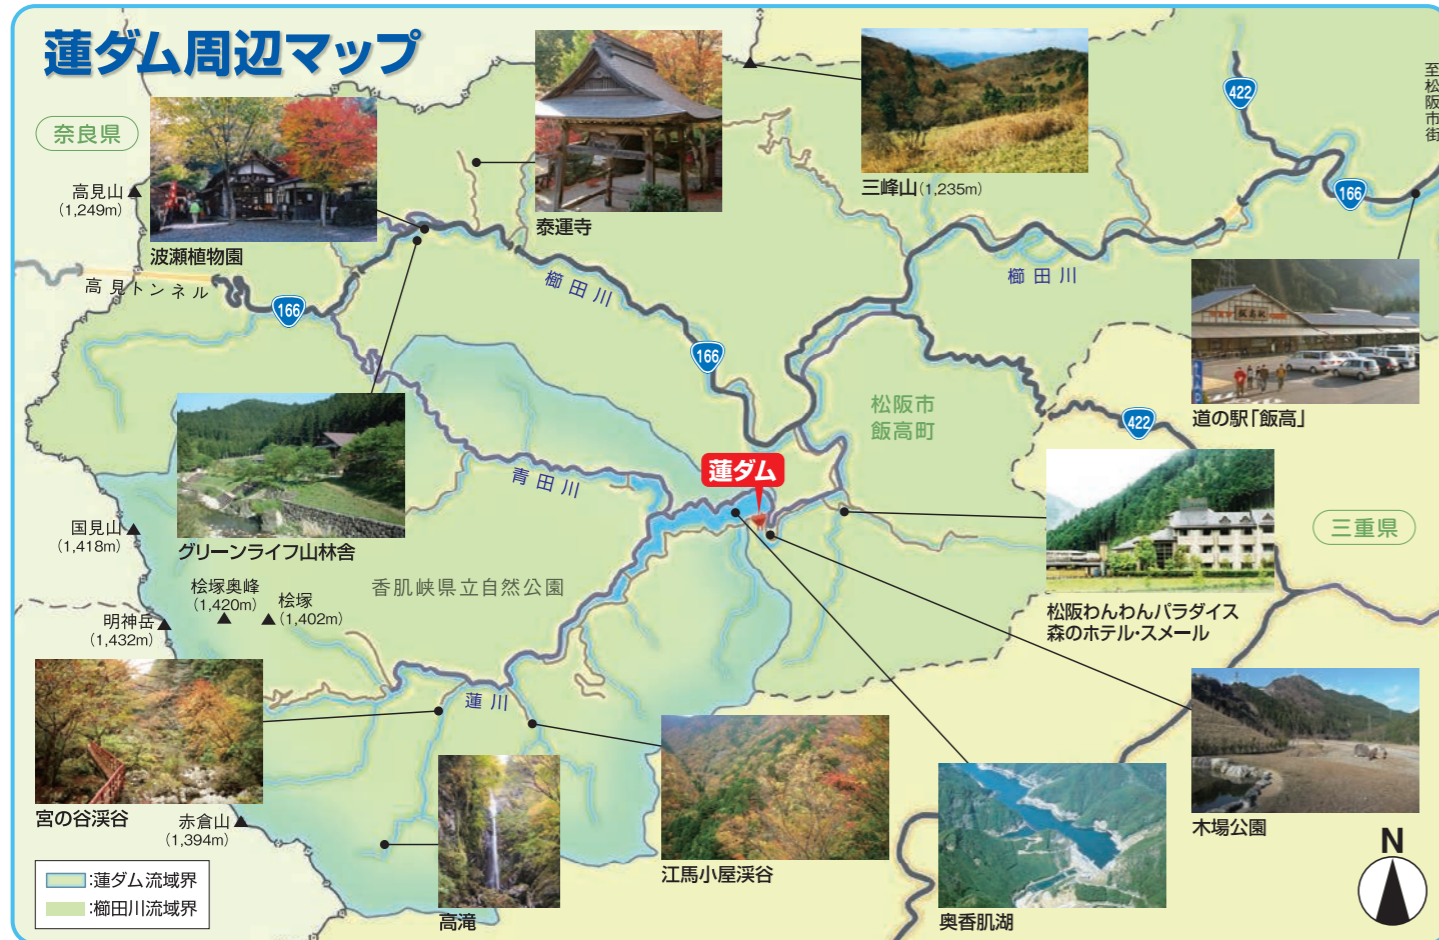 蓮ダム周辺マップ
奈良県
高見山
(1,249m)
波瀬植物園
泰運寺
三峰山(1,235m)
422
166
至松阪市街
高見トンネル
166
櫛田川
櫛田川
166
松阪市
飯高町
422
飯高駅
道の駅「飯高」
蓮ダム
青田川
グリーンライフ山林舎
国見山
(1,418m)
香肌峡県立自然公園
桧塚奥峰
(1,420m)
桧塚
(1,402m)
明神岳
(1,432m)
三重県
松阪わんわんパラダイス
森のホテル・スメール
蓮川
宮の谷渓谷
赤倉山
(1,394m)
高滝
江馬小屋渓谷
奥香肌湖
木場公園
N
:蓮ダム流域界
:櫛田川流域界